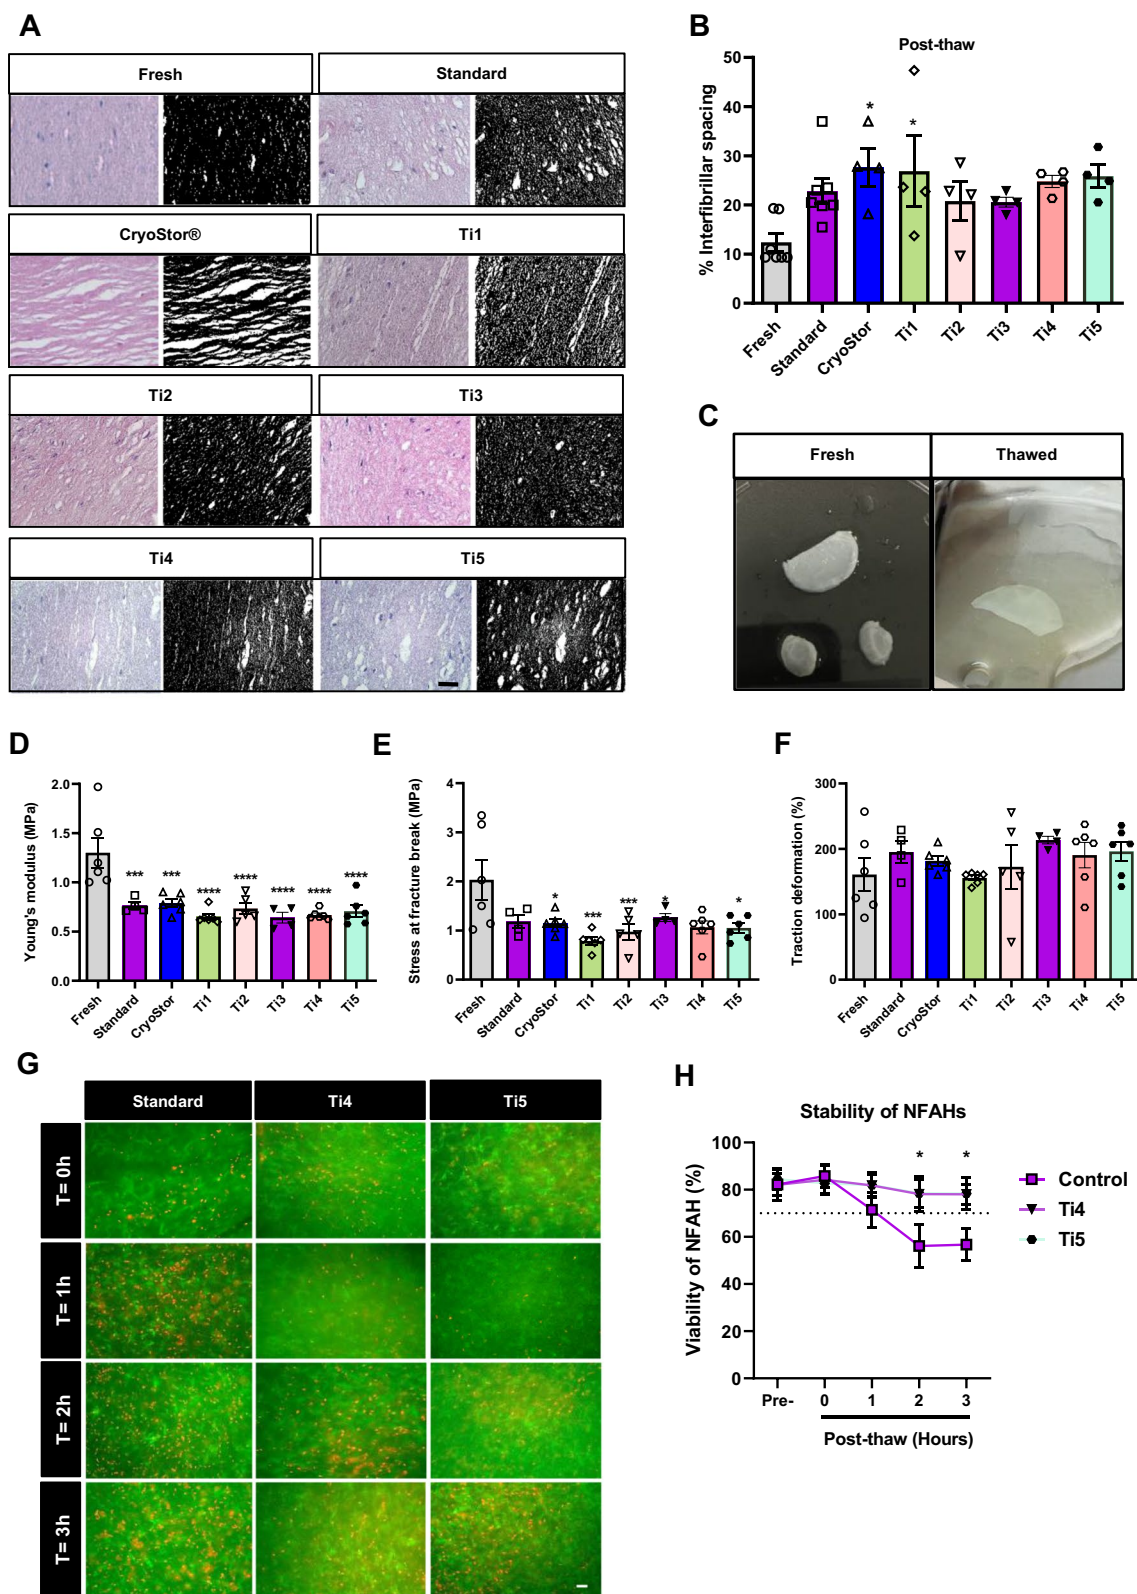 A
Fresh
Standard
CryoStor®
Ti1
Ti2
Ti3
Ti4
Ti5
B
Post-thaw
% Interfibrillar spacing
50
40
30
20
10
0
*
*
Fresh
Standard
CryoStor
Ti1
Ti2
Ti3
Ti4
Ti5
C
Fresh
Thawed
D
Young's modulus (MPa)
2.0
1.5
1.0
0.5
0.0
***
***
****
****
****
****
****
Fresh
Standard
CryoStor
Ti1
Ti2
Ti3
Ti4
Ti5
E
Stress at fracture break (MPa)
4
3
2
1
0
*
***
***
*
*
Fresh
Standard
CryoStor
Ti1
Ti2
Ti3
Ti4
Ti5
F
Traction deformation (%)
300
200
100
0
Fresh
Standard
CryoStor
Ti1
Ti2
Ti3
Ti4
Ti5
G
Standard
Ti4
Ti5
T= 0h
T= 1h
T= 2h
T= 3h
H
Stability of NFAHs
Viability of NFAH (%)
100
80
60
40
20
0
*
*
Pre-
0
1
2
3
Post-thaw (Hours)
Control
Ti4
Ti5